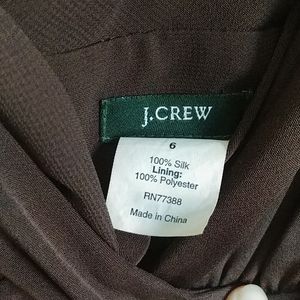 J.CREW
6
100% Silk
Lining:
100% Polyester
RN77388
Made in China